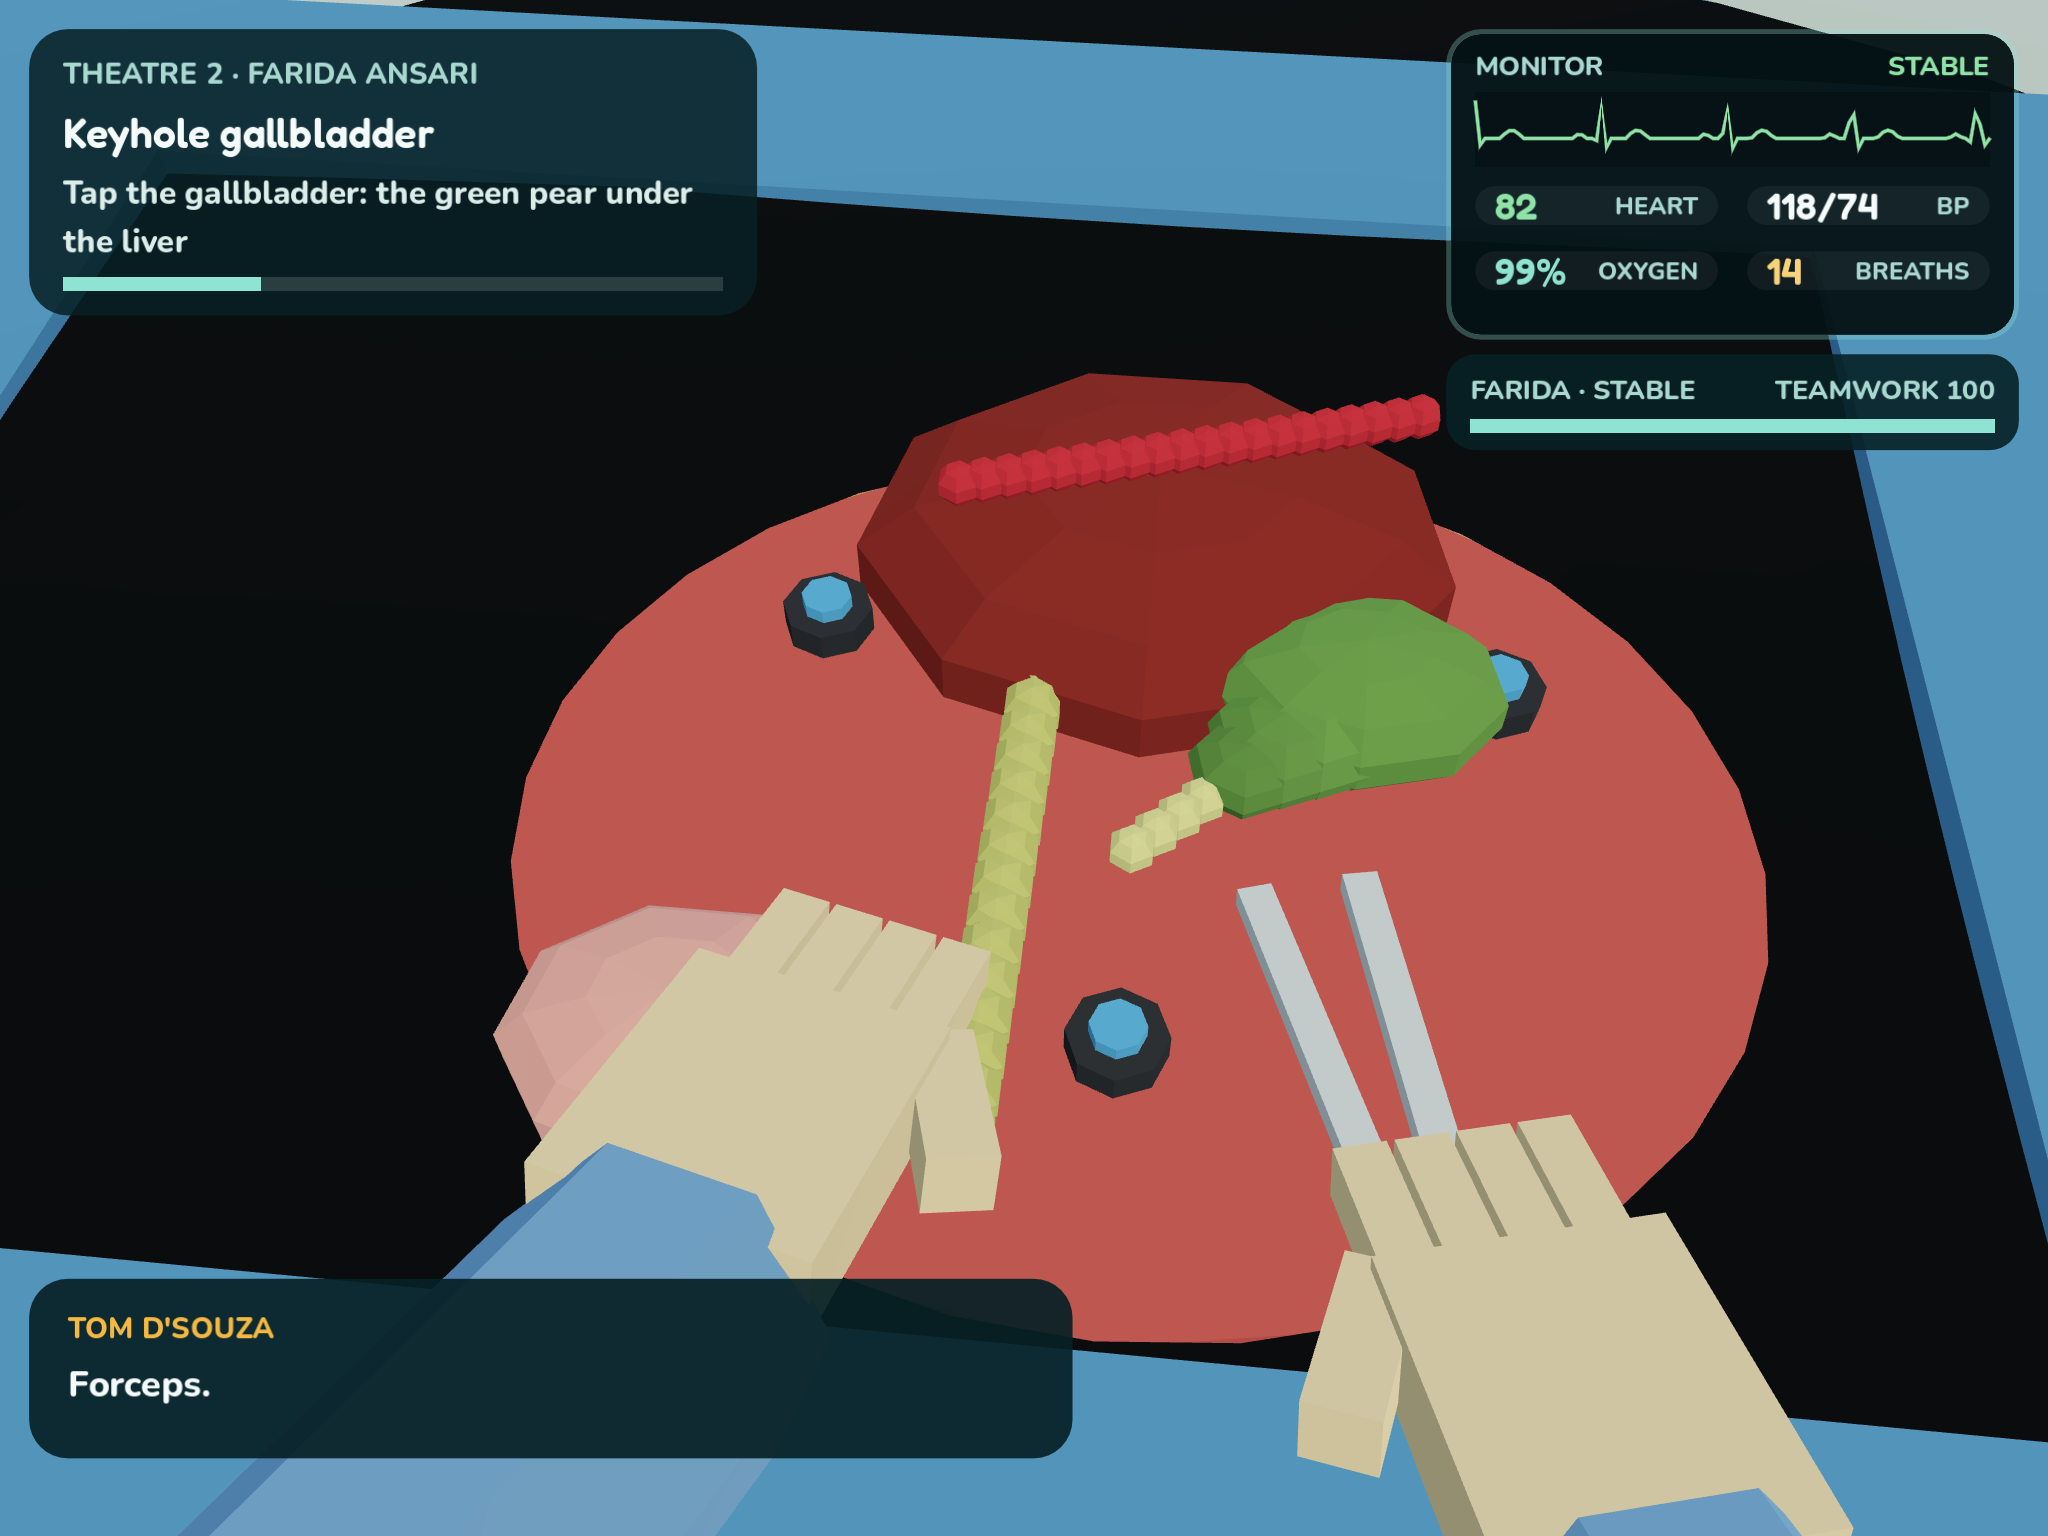 THEATRE 2 · FARIDA ANSARI
Keyhole gallbladder
Tap the gallbladder: the green pear under
the liver
MONITOR STABLE
82 HEART 118/74 BP
99% OXYGEN 14 BREATHS
FARIDA · STABLE TEAMWORK 100
TOM D'SOUZA
Forceps.